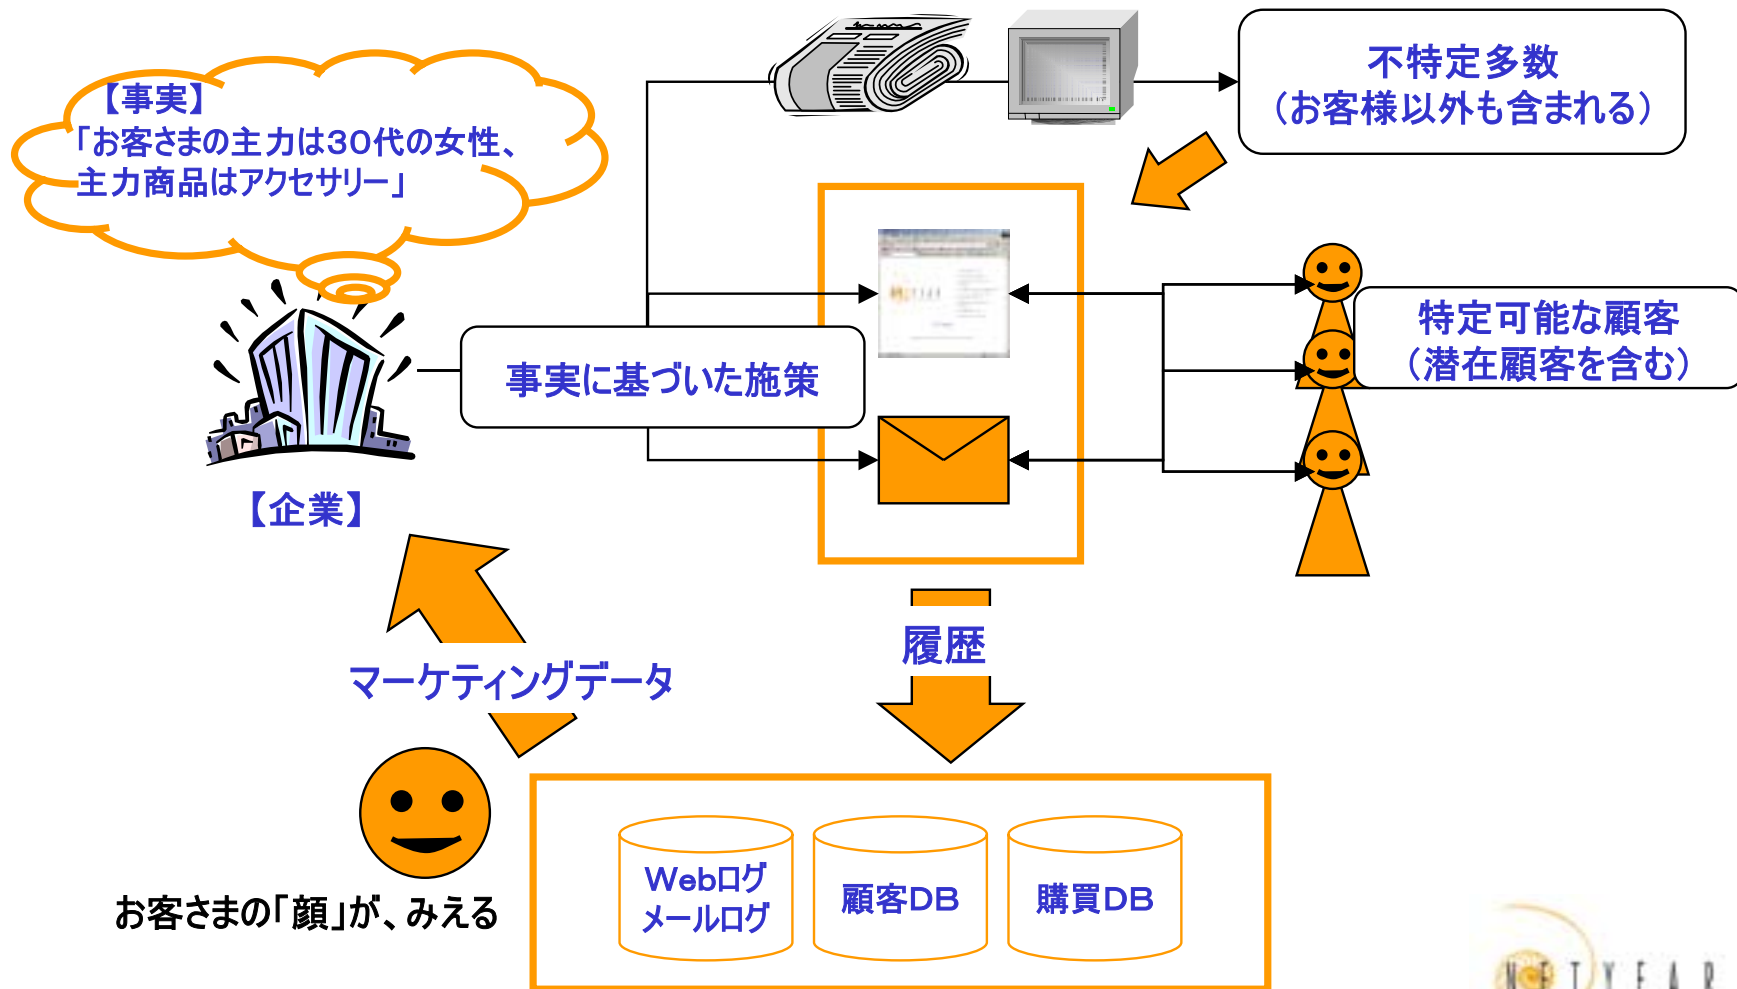 不特定多数
（お客様以外も含まれる）
【事実】
「お客さまの主力は３０代の女性、
主力商品はアクセサリー」
特定可能な顧客
（潜在顧客を含む）
事実に基づいた施策
【企業】
履歴
マーケティングデータ
Ｗｅｂログ
メールログ
顧客ＤＢ
購買ＤＢ
お客さまの「顔」が、みえる
NETYEAR